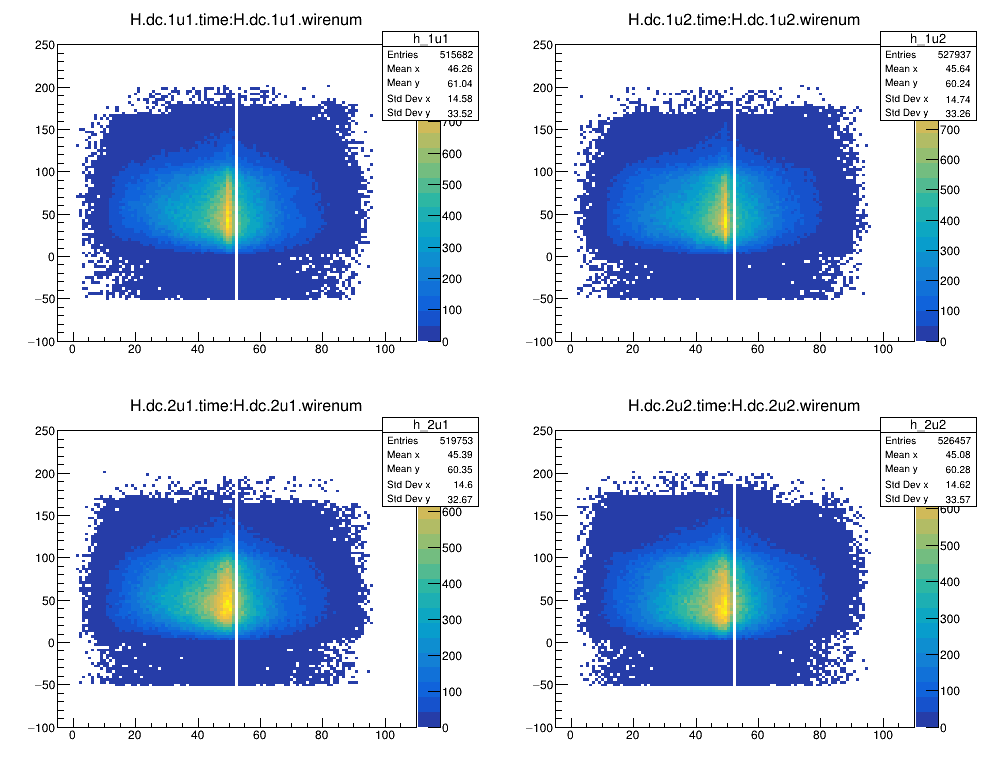 H.dc.1u1.time:H.dc.1u1.wirenum
h_1u1
Entries 515682
Mean x 46.26
Mean y 61.04
Std Dev x 14.58
Std Dev y 33.52
250
200
150
100
50
0
−50
−100
0 20 40 60 80 100
700
600
500
400
300
200
100
0
H.dc.1u2.time:H.dc.1u2.wirenum
h_1u2
Entries 527937
Mean x 45.64
Mean y 60.24
Std Dev x 14.74
Std Dev y 33.26
250
200
150
100
50
0
−50
−100
0 20 40 60 80 100
700
600
500
400
300
200
100
0
H.dc.2u1.time:H.dc.2u1.wirenum
h_2u1
Entries 519753
Mean x 45.39
Mean y 60.35
Std Dev x 14.6
Std Dev y 32.67
250
200
150
100
50
0
−50
−100
0 20 40 60 80 100
600
500
400
300
200
100
0
H.dc.2u2.time:H.dc.2u2.wirenum
h_2u2
Entries 526457
Mean x 45.08
Mean y 60.28
Std Dev x 14.62
Std Dev y 33.57
250
200
150
100
50
0
−50
−100
0 20 40 60 80 100
600
500
400
300
200
100
0